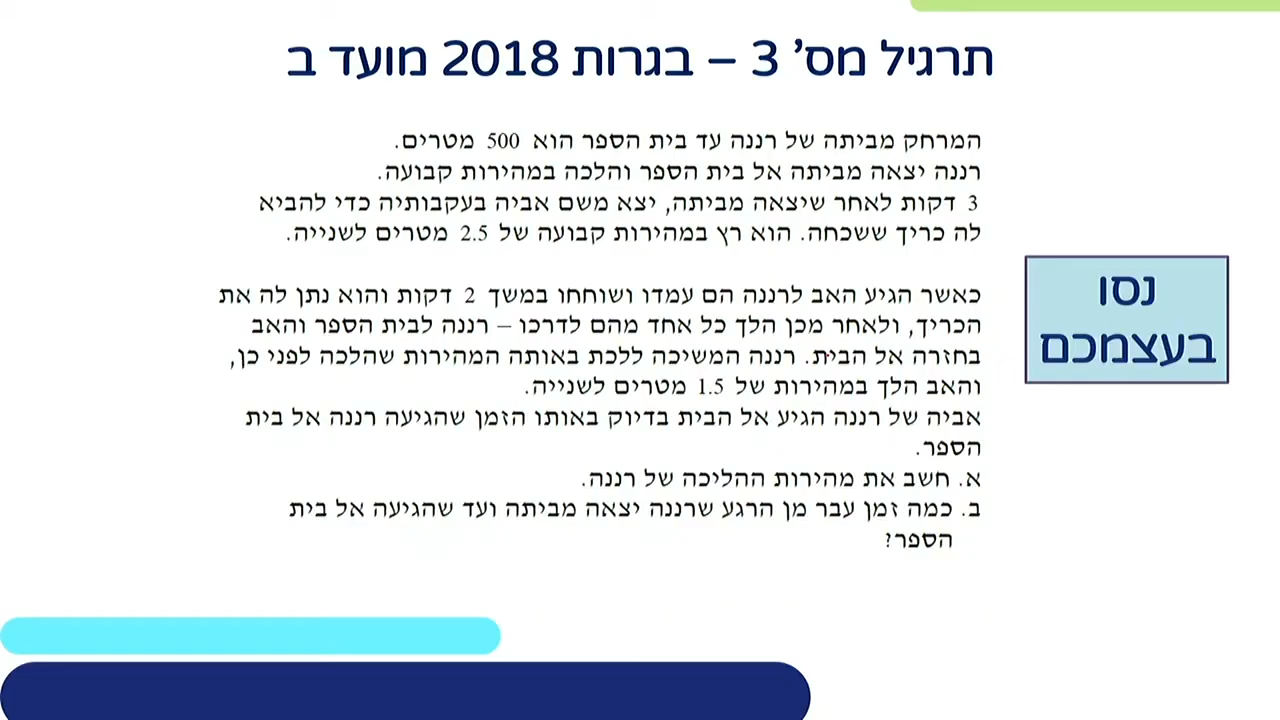 תרגיל מס' 3 – בגרות 2018 מועד ב
המרחק מביתה של רננה עד בית הספר הוא 500 מטרים.
רננה יצאה מביתה אל בית הספר והלכה במהירות קבועה.
3 דקות לאחר שיצאה מביתה, יצא משם אביה בעקבותיה כדי להביא
לה כריך ששכחה. הוא רץ במהירות קבועה של 2.5 מטרים לשנייה.
כאשר הגיע האב לרננה הם עמדו ושוחחו במשך 2 דקות והוא נתן לה את
הכריך, ולאחר מכן הלך כל אחד מהם לדרכו – רננה לבית הספר והאב
בחזרה אל הבית. רננה המשיכה ללכת באותה המהירות שהלכה לפני כן,
והאב הלך במהירות של 1.5 מטרים לשנייה.
אביה של רננה הגיע אל הבית בדיוק באותו הזמן שהגיעה רננה אל בית
הספר.
א. חשב את מהירות ההליכה של רננה.
ב. כמה זמן עבר מן הרגע שרננה יצאה מביתה ועד שהגיעה אל בית
הספר?
נסו
בעצמכם